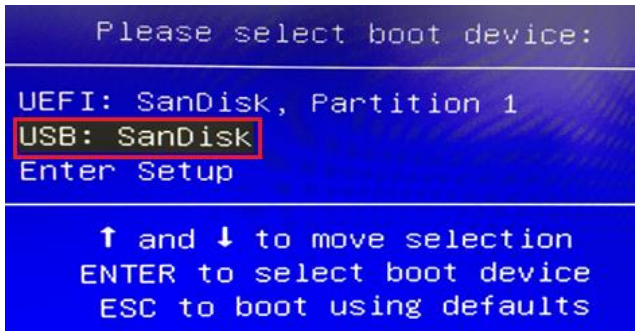 Please select boot device:
UEFI: SanDisk, Partition 1
USB: SanDisk
Enter Setup
↑ and ↓ to move selection
ENTER to select boot device
ESC to boot using defaults